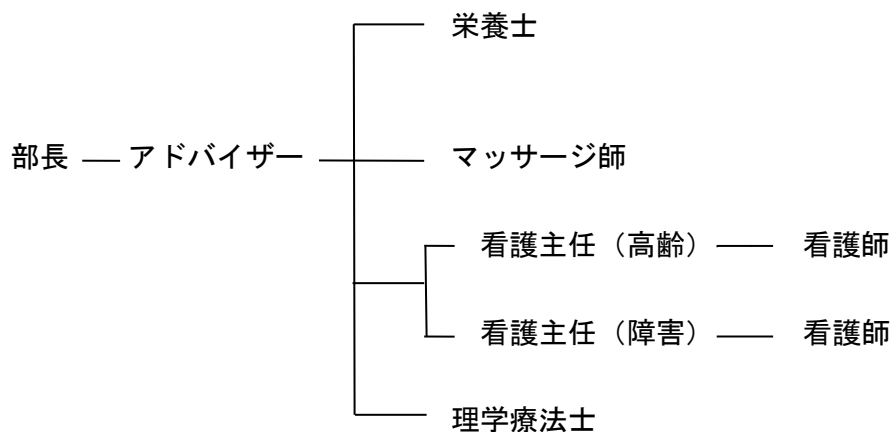 栄養士
部長 アドバイザー マッサージ師
看護主任（高齢） 看護師
看護主任（障害） 看護師
理学療法士